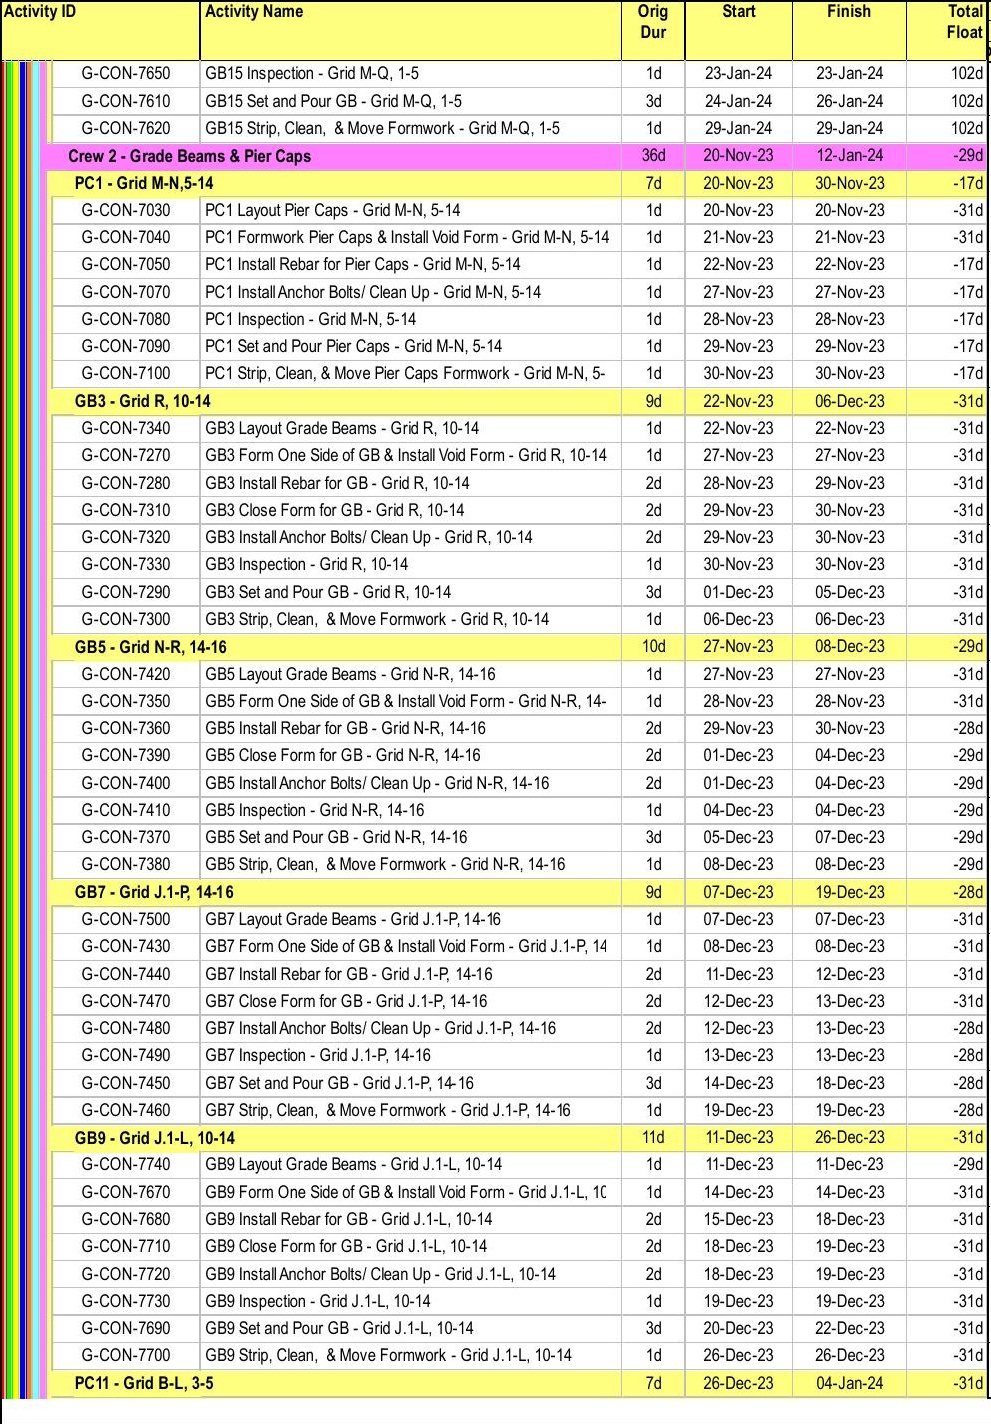 Activity ID Activity Name Orig Dur Start Finish Total Float
G-CON-7650 GB15 Inspection - Grid M-Q, 1-5 1d 23-Jan-24 23-Jan-24 102d
G-CON-7610 GB15 Set and Pour GB - Grid M-Q, 1-5 3d 24-Jan-24 26-Jan-24 102d
G-CON-7620 GB15 Strip, Clean, & Move Formwork - Grid M-Q, 1-5 1d 29-Jan-24 29-Jan-24 102d
Crew 2 - Grade Beams & Pier Caps 36d 20-Nov-23 12-Jan-24 -29d
PC1 - Grid M-N,5-14 7d 20-Nov-23 30-Nov-23 -17d
G-CON-7030 PC1 Layout Pier Caps - Grid M-N, 5-14 1d 20-Nov-23 20-Nov-23 -31d
G-CON-7040 PC1 Formwork Pier Caps & Install Void Form - Grid M-N, 5-14 1d 21-Nov-23 21-Nov-23 -31d
G-CON-7050 PC1 Install Rebar for Pier Caps - Grid M-N, 5-14 1d 22-Nov-23 22-Nov-23 -17d
G-CON-7070 PC1 Install Anchor Bolts/ Clean Up - Grid M-N, 5-14 1d 27-Nov-23 27-Nov-23 -17d
G-CON-7080 PC1 Inspection - Grid M-N, 5-14 1d 28-Nov-23 28-Nov-23 -17d
G-CON-7090 PC1 Set and Pour Pier Caps - Grid M-N, 5-14 1d 29-Nov-23 29-Nov-23 -17d
G-CON-7100 PC1 Strip, Clean, & Move Pier Caps Formwork - Grid M-N, 5- 1d 30-Nov-23 30-Nov-23 -17d
GB3 - Grid R, 10-14 9d 22-Nov-23 06-Dec-23 -31d
G-CON-7340 GB3 Layout Grade Beams - Grid R, 10-14 1d 22-Nov-23 22-Nov-23 -31d
G-CON-7270 GB3 Form One Side of GB & Install Void Form - Grid R, 10-14 1d 27-Nov-23 27-Nov-23 -31d
G-CON-7280 GB3 Install Rebar for GB - Grid R, 10-14 2d 28-Nov-23 29-Nov-23 -31d
G-CON-7310 GB3 Close Form for GB - Grid R, 10-14 2d 29-Nov-23 30-Nov-23 -31d
G-CON-7320 GB3 Install Anchor Bolts/ Clean Up - Grid R, 10-14 2d 29-Nov-23 30-Nov-23 -31d
G-CON-7330 GB3 Inspection - Grid R, 10-14 1d 30-Nov-23 30-Nov-23 -31d
G-CON-7290 GB3 Set and Pour GB - Grid R, 10-14 3d 01-Dec-23 05-Dec-23 -31d
G-CON-7300 GB3 Strip, Clean, & Move Formwork - Grid R, 10-14 1d 06-Dec-23 06-Dec-23 -31d
GB5 - Grid N-R, 14-16 10d 27-Nov-23 08-Dec-23 -29d
G-CON-7420 GB5 Layout Grade Beams - Grid N-R, 14-16 1d 27-Nov-23 27-Nov-23 -31d
G-CON-7350 GB5 Form One Side of GB & Install Void Form - Grid N-R, 14- 1d 28-Nov-23 28-Nov-23 -31d
G-CON-7360 GB5 Install Rebar for GB - Grid N-R, 14-16 2d 29-Nov-23 30-Nov-23 -28d
G-CON-7390 GB5 Close Form for GB - Grid N-R, 14-16 2d 01-Dec-23 04-Dec-23 -29d
G-CON-7400 GB5 Install Anchor Bolts/ Clean Up - Grid N-R, 14-16 2d 01-Dec-23 04-Dec-23 -29d
G-CON-7410 GB5 Inspection - Grid N-R, 14-16 1d 04-Dec-23 04-Dec-23 -29d
G-CON-7370 GB5 Set and Pour GB - Grid N-R, 14-16 3d 05-Dec-23 07-Dec-23 -29d
G-CON-7380 GB5 Strip, Clean, & Move Formwork - Grid N-R, 14-16 1d 08-Dec-23 08-Dec-23 -29d
GB7 - Grid J.1-P, 14-16 9d 07-Dec-23 19-Dec-23 -28d
G-CON-7500 GB7 Layout Grade Beams - Grid J.1-P, 14-16 1d 07-Dec-23 07-Dec-23 -31d
G-CON-7430 GB7 Form One Side of GB & Install Void Form - Grid J.1-P, 14 1d 08-Dec-23 08-Dec-23 -31d
G-CON-7440 GB7 Install Rebar for GB - Grid J.1-P, 14-16 2d 11-Dec-23 12-Dec-23 -31d
G-CON-7470 GB7 Close Form for GB - Grid J.1-P, 14-16 2d 12-Dec-23 13-Dec-23 -31d
G-CON-7480 GB7 Install Anchor Bolts/ Clean Up - Grid J.1-P, 14-16 2d 12-Dec-23 13-Dec-23 -28d
G-CON-7490 GB7 Inspection - Grid J.1-P, 14-16 1d 13-Dec-23 13-Dec-23 -28d
G-CON-7450 GB7 Set and Pour GB - Grid J.1-P, 14-16 3d 14-Dec-23 18-Dec-23 -28d
G-CON-7460 GB7 Strip, Clean, & Move Formwork - Grid J.1-P, 14-16 1d 19-Dec-23 19-Dec-23 -28d
GB9 - Grid J.1-L, 10-14 11d 11-Dec-23 26-Dec-23 -31d
G-CON-7740 GB9 Layout Grade Beams - Grid J.1-L, 10-14 1d 11-Dec-23 11-Dec-23 -29d
G-CON-7670 GB9 Form One Side of GB & Install Void Form - Grid J.1-L, 10 1d 14-Dec-23 14-Dec-23 -31d
G-CON-7680 GB9 Install Rebar for GB - Grid J.1-L, 10-14 2d 15-Dec-23 18-Dec-23 -31d
G-CON-7710 GB9 Close Form for GB - Grid J.1-L, 10-14 2d 18-Dec-23 19-Dec-23 -31d
G-CON-7720 GB9 Install Anchor Bolts/ Clean Up - Grid J.1-L, 10-14 2d 18-Dec-23 19-Dec-23 -31d
G-CON-7730 GB9 Inspection - Grid J.1-L, 10-14 1d 19-Dec-23 19-Dec-23 -31d
G-CON-7690 GB9 Set and Pour GB - Grid J.1-L, 10-14 3d 20-Dec-23 22-Dec-23 -31d
G-CON-7700 GB9 Strip, Clean, & Move Formwork - Grid J.1-L, 10-14 1d 26-Dec-23 26-Dec-23 -31d
PC11 - Grid B-L, 3-5 7d 26-Dec-23 04-Jan-24 -31d